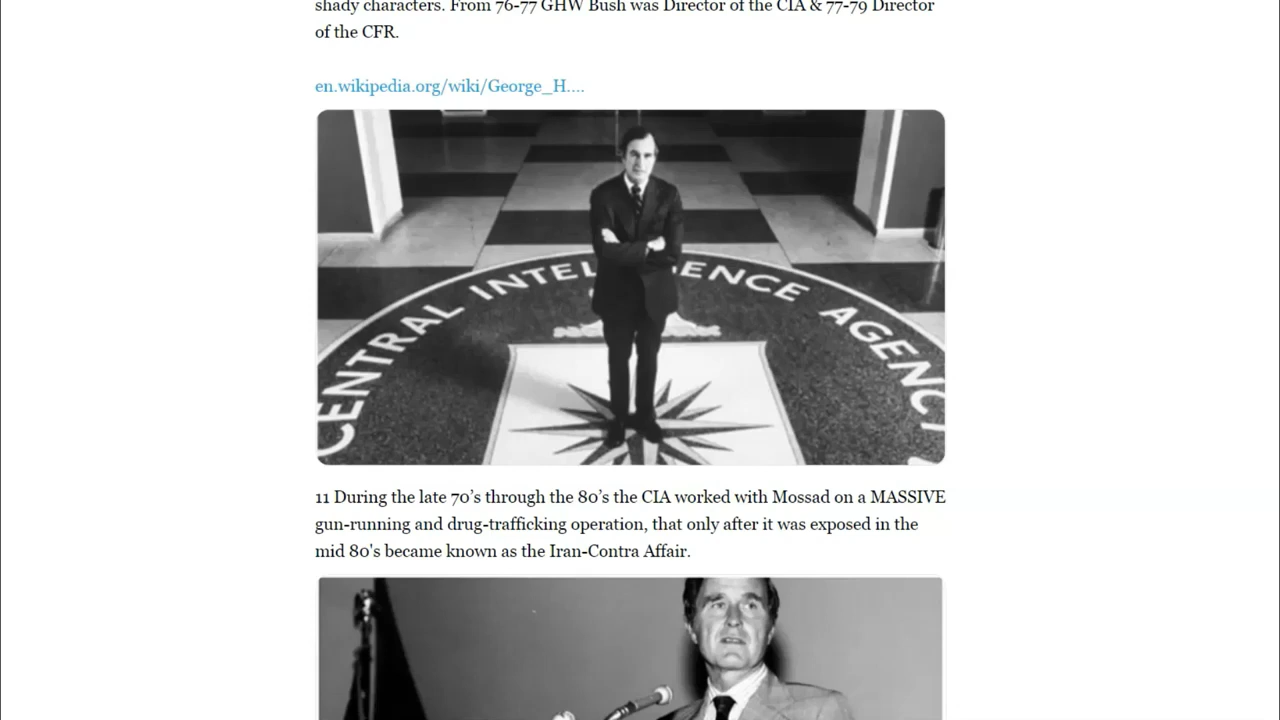 shady characters. From 76-77 GHW Bush was Director of the CIA & 77-79 Director
of the CFR.
en.wikipedia.org/wiki/George_H....
CENTRAL INTELLIGENCE AGENCY
11 During the late 70’s through the 80’s the CIA worked with Mossad on a MASSIVE
gun-running and drug-trafficking operation, that only after it was exposed in the
mid 80's became known as the Iran-Contra Affair.